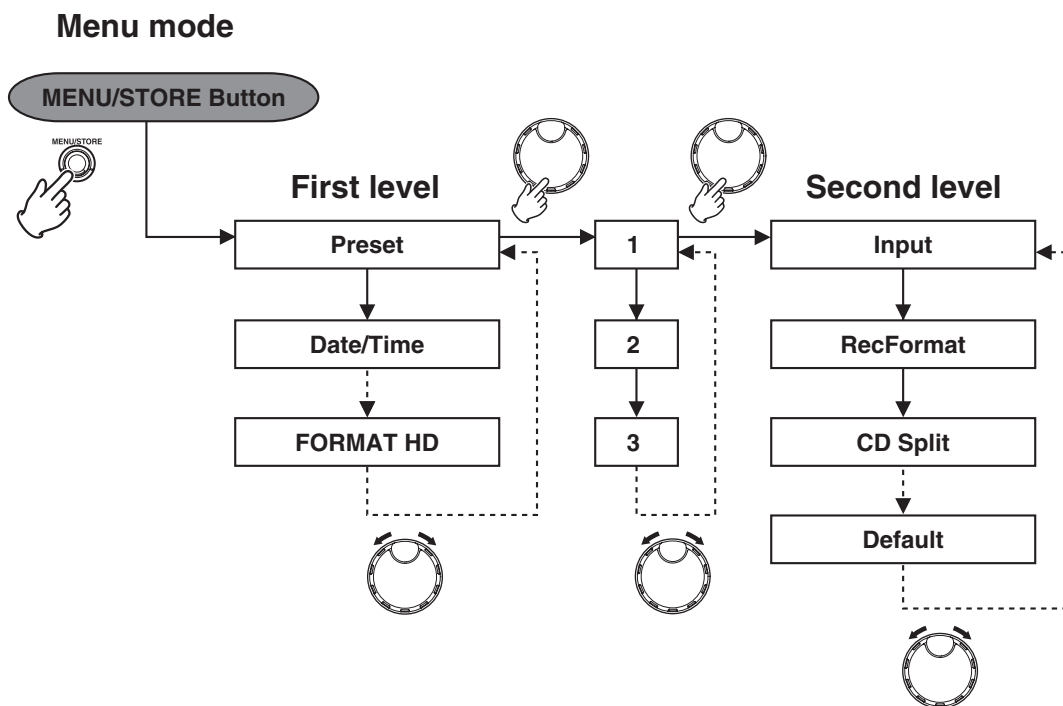 Menu mode
MENU/STORE Button
MENU/STORE
First level
Second level
Preset
1
Input
Date/Time
2
RecFormat
FORMAT HD
3
CD Split
Default